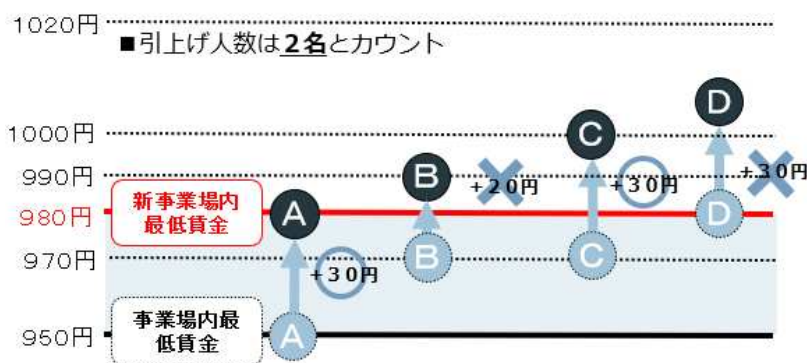 1020円
■引上げ人数は２名とカウント
D
1000円
C
990円
B
+20円
+30円
+30円
新事業場内
最低賃金
980円
A
D
970円
B
C
+30円
事業場内最
低賃金
950円
A